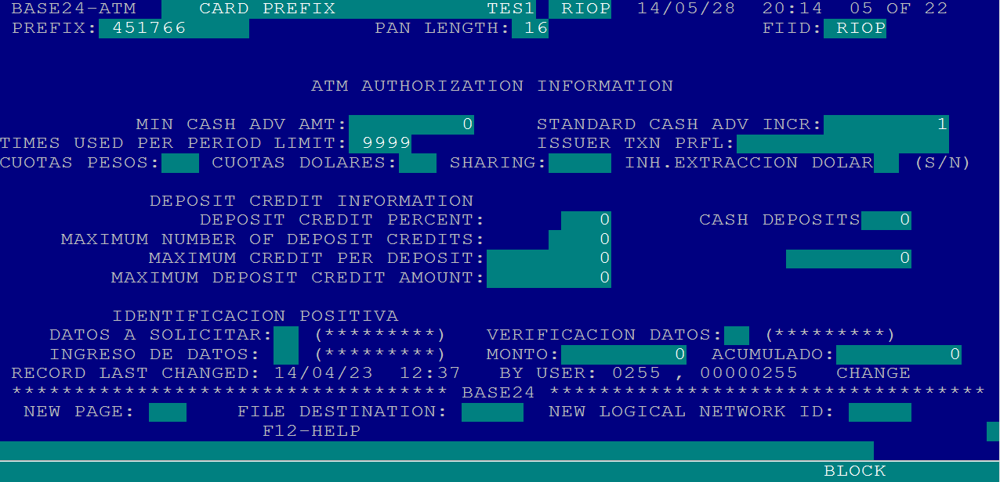 BASE24-ATM CARD PREFIX TES1 RIOP 14/05/28 20:14 05 OF 22
PREFIX: 451766 PAN LENGTH: 16 FIID: RIOP
ATM AUTHORIZATION INFORMATION
MIN CASH ADV AMT: 0 STANDARD CASH ADV INCR: 1
TIMES USED PER PERIOD LIMIT: 9999 ISSUER TXN PRFL:
CUOTAS PESOS: CUOTAS DOLARES: SHARING: INH.EXTRACCION DOLAR (S/N)
DEPOSIT CREDIT INFORMATION
DEPOSIT CREDIT PERCENT: 0 CASH DEPOSITS 0
MAXIMUM NUMBER OF DEPOSIT CREDITS: 0
MAXIMUM CREDIT PER DEPOSIT: 0 0
MAXIMUM DEPOSIT CREDIT AMOUNT: 0
IDENTIFICACION POSITIVA
DATOS A SOLICITAR: (*********) VERIFICACION DATOS: (*********)
INGRESO DE DATOS: (*********) MONTO: 0 ACUMULADO: 0
RECORD LAST CHANGED: 14/04/23 12:37 BY USER: 0255 , 00000255 CHANGE
*********************************** BASE24 ***********************************
NEW PAGE: FILE DESTINATION: NEW LOGICAL NETWORK ID:
F12-HELP
BLOCK